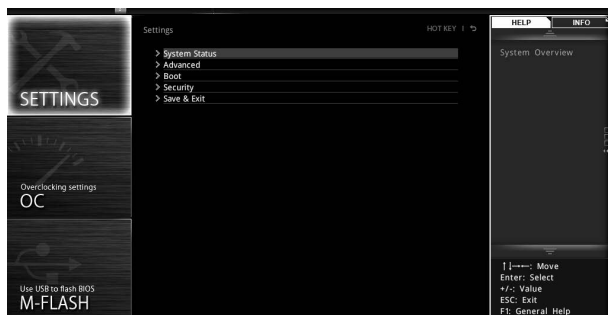 SETTINGS
Overclocking settings
OC
Use USB to flash BIOS
M-FLASH
Settings
HOT KEY
System Status
Advanced
Boot
Security
Save & Exit
HELP
INFO
System Overview
↑↓→←: Move
Enter: Select
+/-: Value
ESC: Exit
F1: General Help